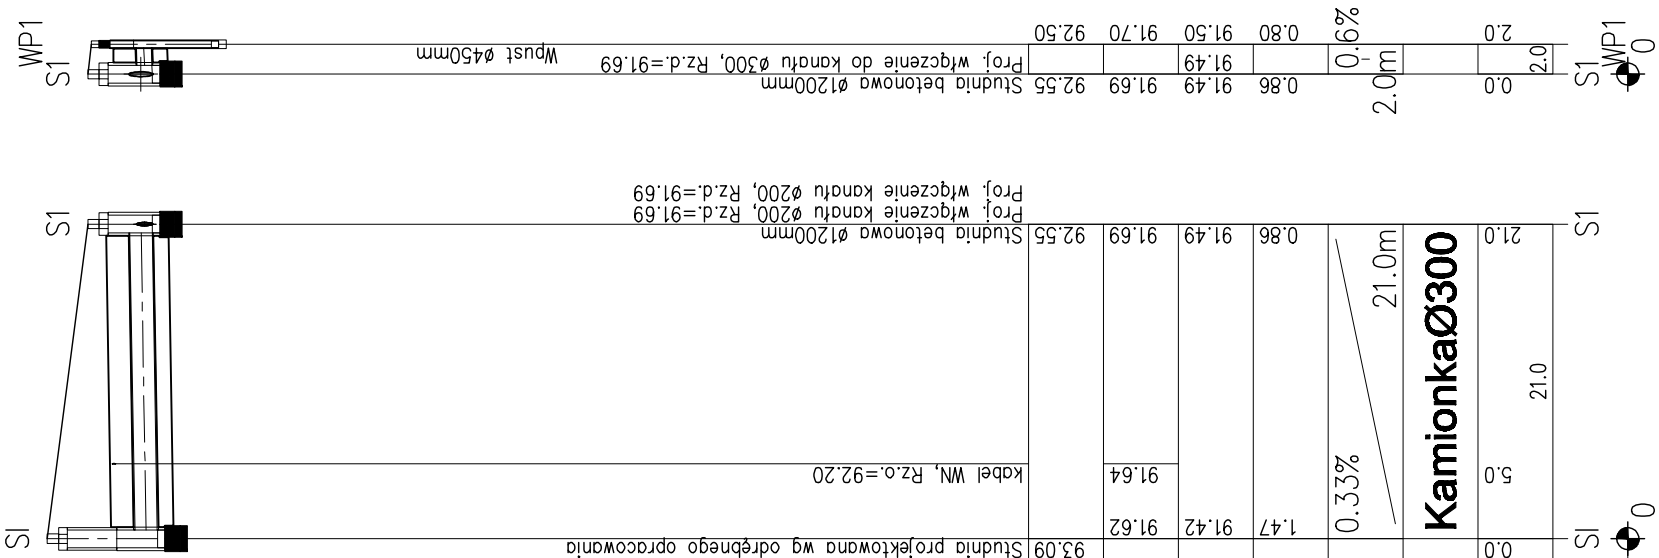 WP1
S1
Wpust ø450mm
92.50
91.70
91.50
0.80
0.6%
2.0
WP1
Proj. włączenie do kanału ø300, Rz.d.=91.69
91.49
2.0
0
Studnia betonowa ø1200mm
92.55
91.69
91.49
0.86
2.0m
0.0
S1
Proj. włączenie kanału ø200, Rz.d.=91.69
Proj. włączenie kanału ø200, Rz.d.=91.69
S1
Studnia betonowa ø1200mm
92.55
91.69
91.49
0.86
21.0m
KamionkaØ300
21.0
S1
21.0
kabel WN, Rz.o.=92.20
91.64
0.33%
5.0
SI
Studnia projektowana wg odrębnego opracowania
93.09
91.62
91.42
1.47
0.0
SI
0